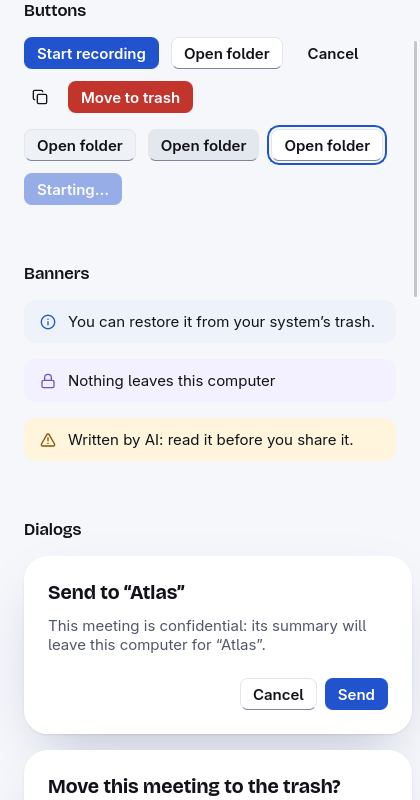 Buttons
Start recording
Open folder
Cancel
Move to trash
Open folder
Open folder
Open folder
Starting…
Banners
You can restore it from your system’s trash.
Nothing leaves this computer
Written by AI: read it before you share it.
Dialogs
Send to “Atlas”
This meeting is confidential: its summary will
leave this computer for “Atlas”.
Cancel
Send
Move this meeting to the trash?